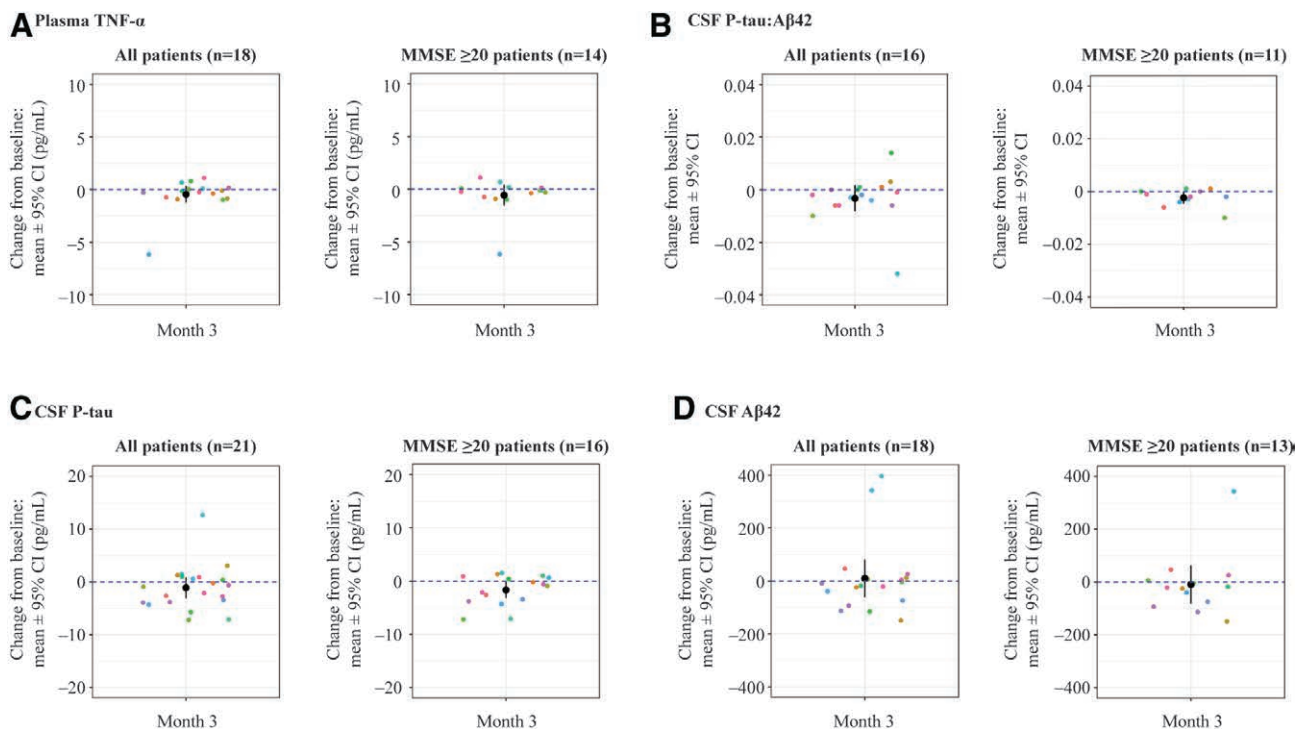 A Plasma TNF-α
All patients (n=18)
Change from baseline:
mean ± 95% CI (pg/mL)
10
5
0
−5
−10
Month 3
MMSE ≥20 patients (n=14)
Change from baseline:
mean ± 95% CI (pg/mL)
10
5
0
−5
−10
Month 3
B CSF P-tau:Aβ42
All patients (n=16)
Change from baseline:
mean ± 95% CI
0.04
0.02
0
−0.02
−0.04
Month 3
MMSE ≥20 patients (n=11)
Change from baseline:
mean ± 95% CI
0.04
0.02
0
−0.02
−0.04
Month 3
C CSF P-tau
All patients (n=21)
Change from baseline:
mean ± 95% CI (pg/mL)
20
10
0
−10
−20
Month 3
MMSE ≥20 patients (n=16)
Change from baseline:
mean ± 95% CI (pg/mL)
20
10
0
−10
−20
Month 3
D CSF Aβ42
All patients (n=18)
Change from baseline:
mean ± 95% CI (pg/mL)
400
200
0
−200
−400
Month 3
MMSE ≥20 patients (n=13)
Change from baseline:
mean ± 95% CI (pg/mL)
400
200
0
−200
−400
Month 3